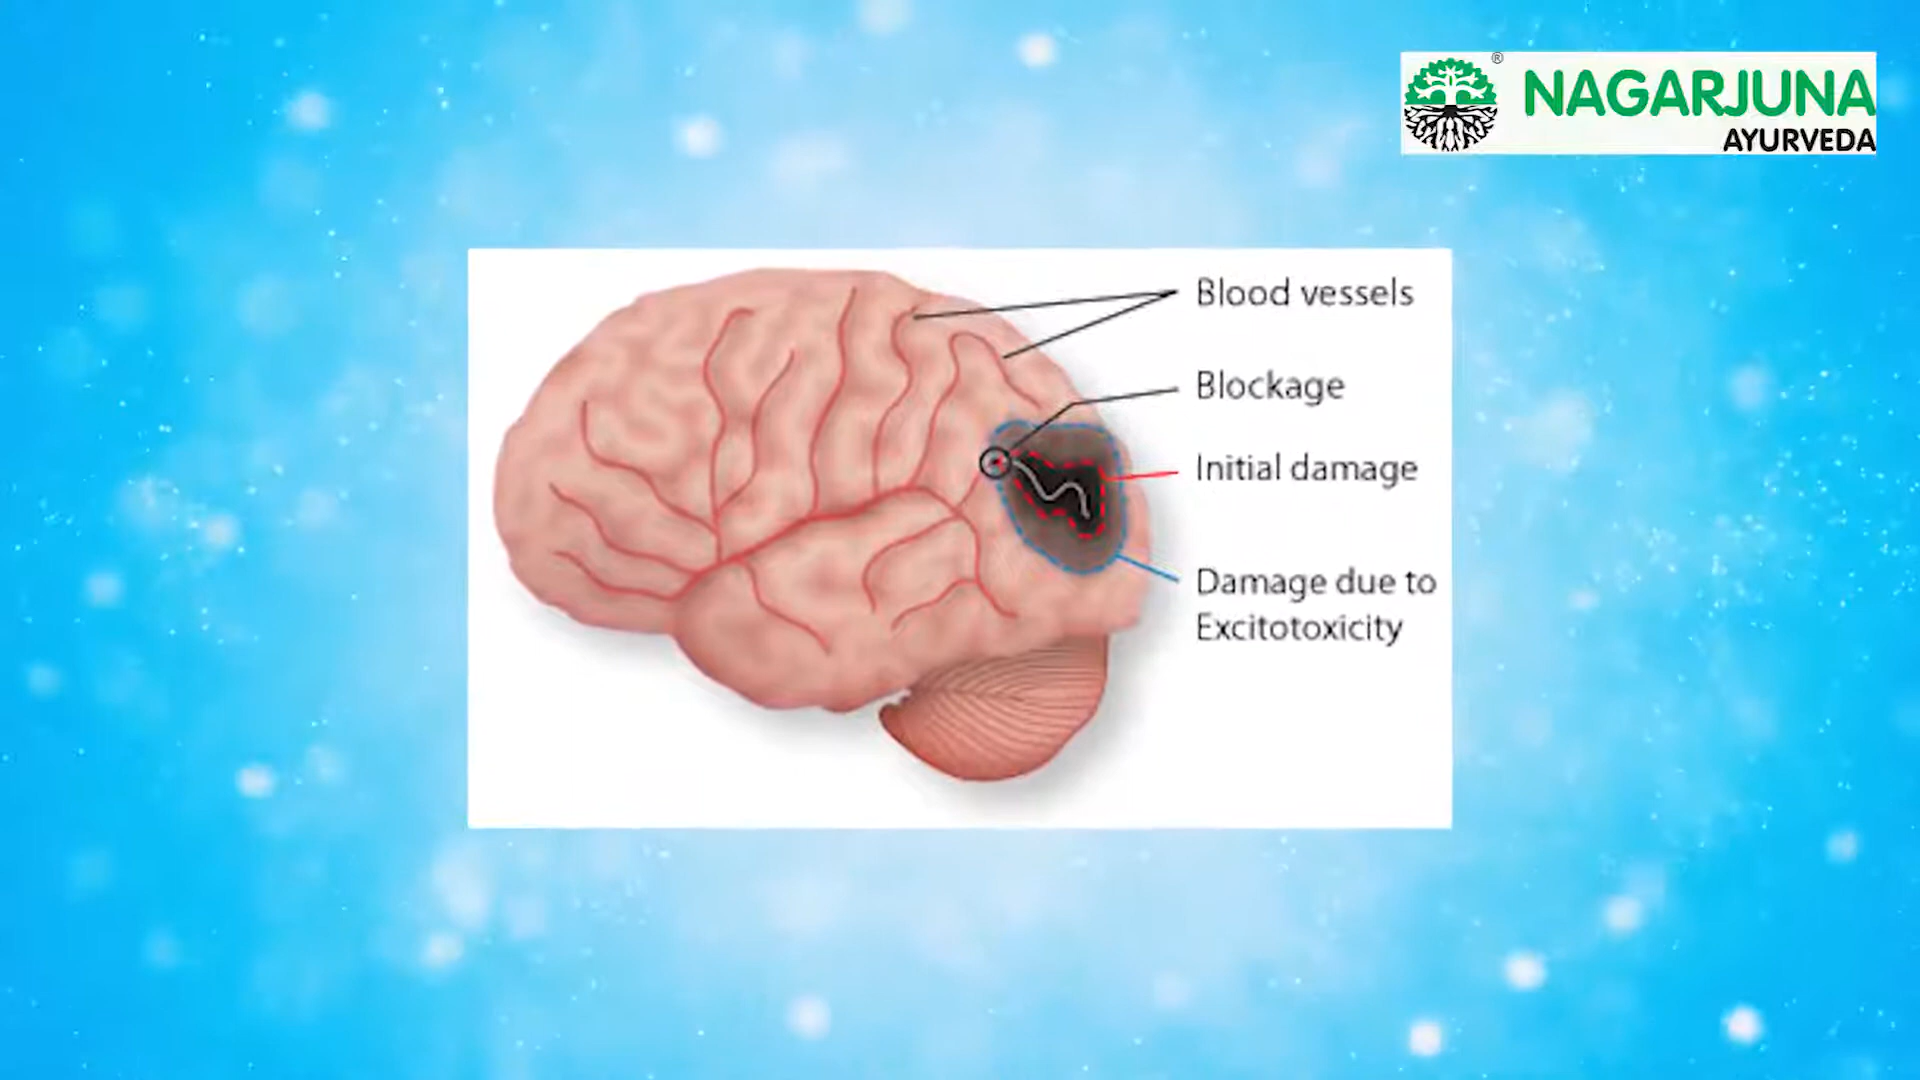 ®
NAGARJUNA
AYURVEDA
Blood vessels
Blockage
Initial damage
Damage due to
Excitotoxicity